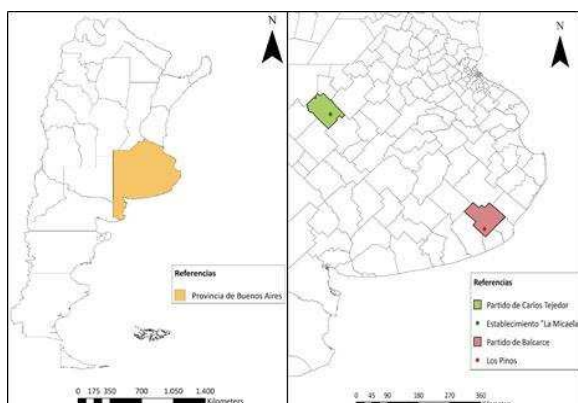 N
Referencias
Provincia de Buenos Aires
0 175 350 700 1.050 1.400
Kilometers
N
Referencias
Partido de Carlos Tejedor
Establecimiento "La Micaela
Partido de Balcarce
Los Pinos
0 45 90 180 270 360
Kilometers